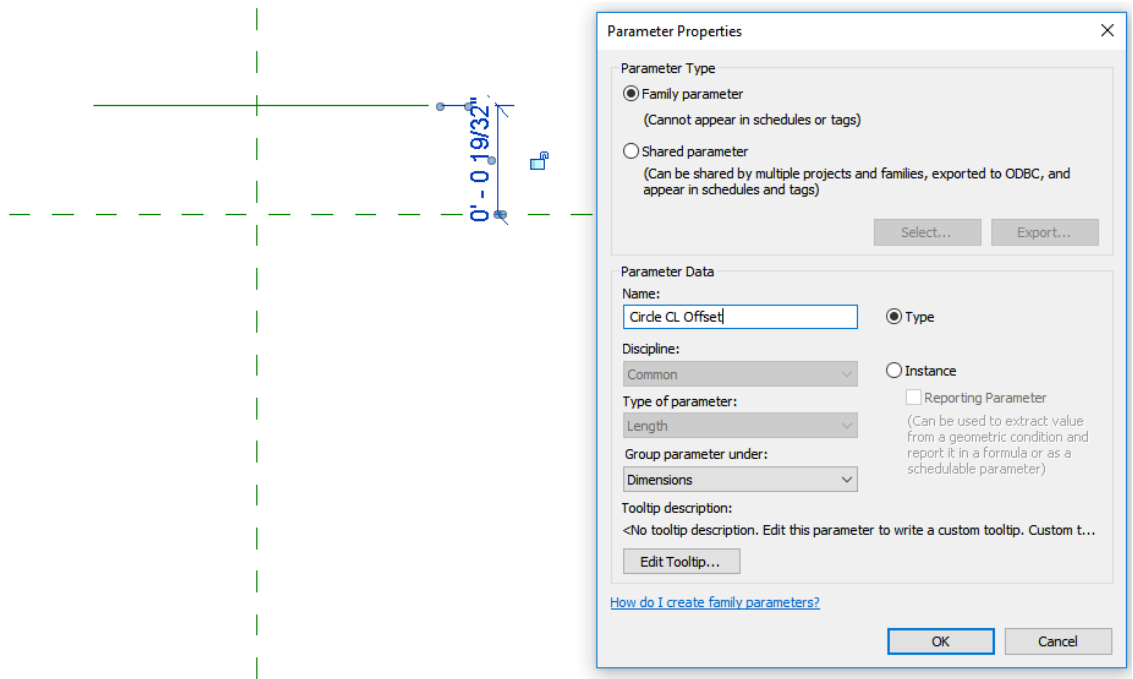 0' - 0 19/32"
Parameter Properties
Parameter Type
Family parameter
(Cannot appear in schedules or tags)
Shared parameter
(Can be shared by multiple projects and families, exported to ODBC, and
appear in schedules and tags)
Select...
Export...
Parameter Data
Name:
Circle CL Offset
Type
Discipline:
Common
Instance
Reporting Parameter
Type of parameter:
(Can be used to extract value
from a geometric condition and
report it in a formula or as a
schedulable parameter)
Length
Group parameter under:
Dimensions
Tooltip description:
<No tooltip description. Edit this parameter to write a custom tooltip. Custom t...
Edit Tooltip...
How do I create family parameters?
OK
Cancel